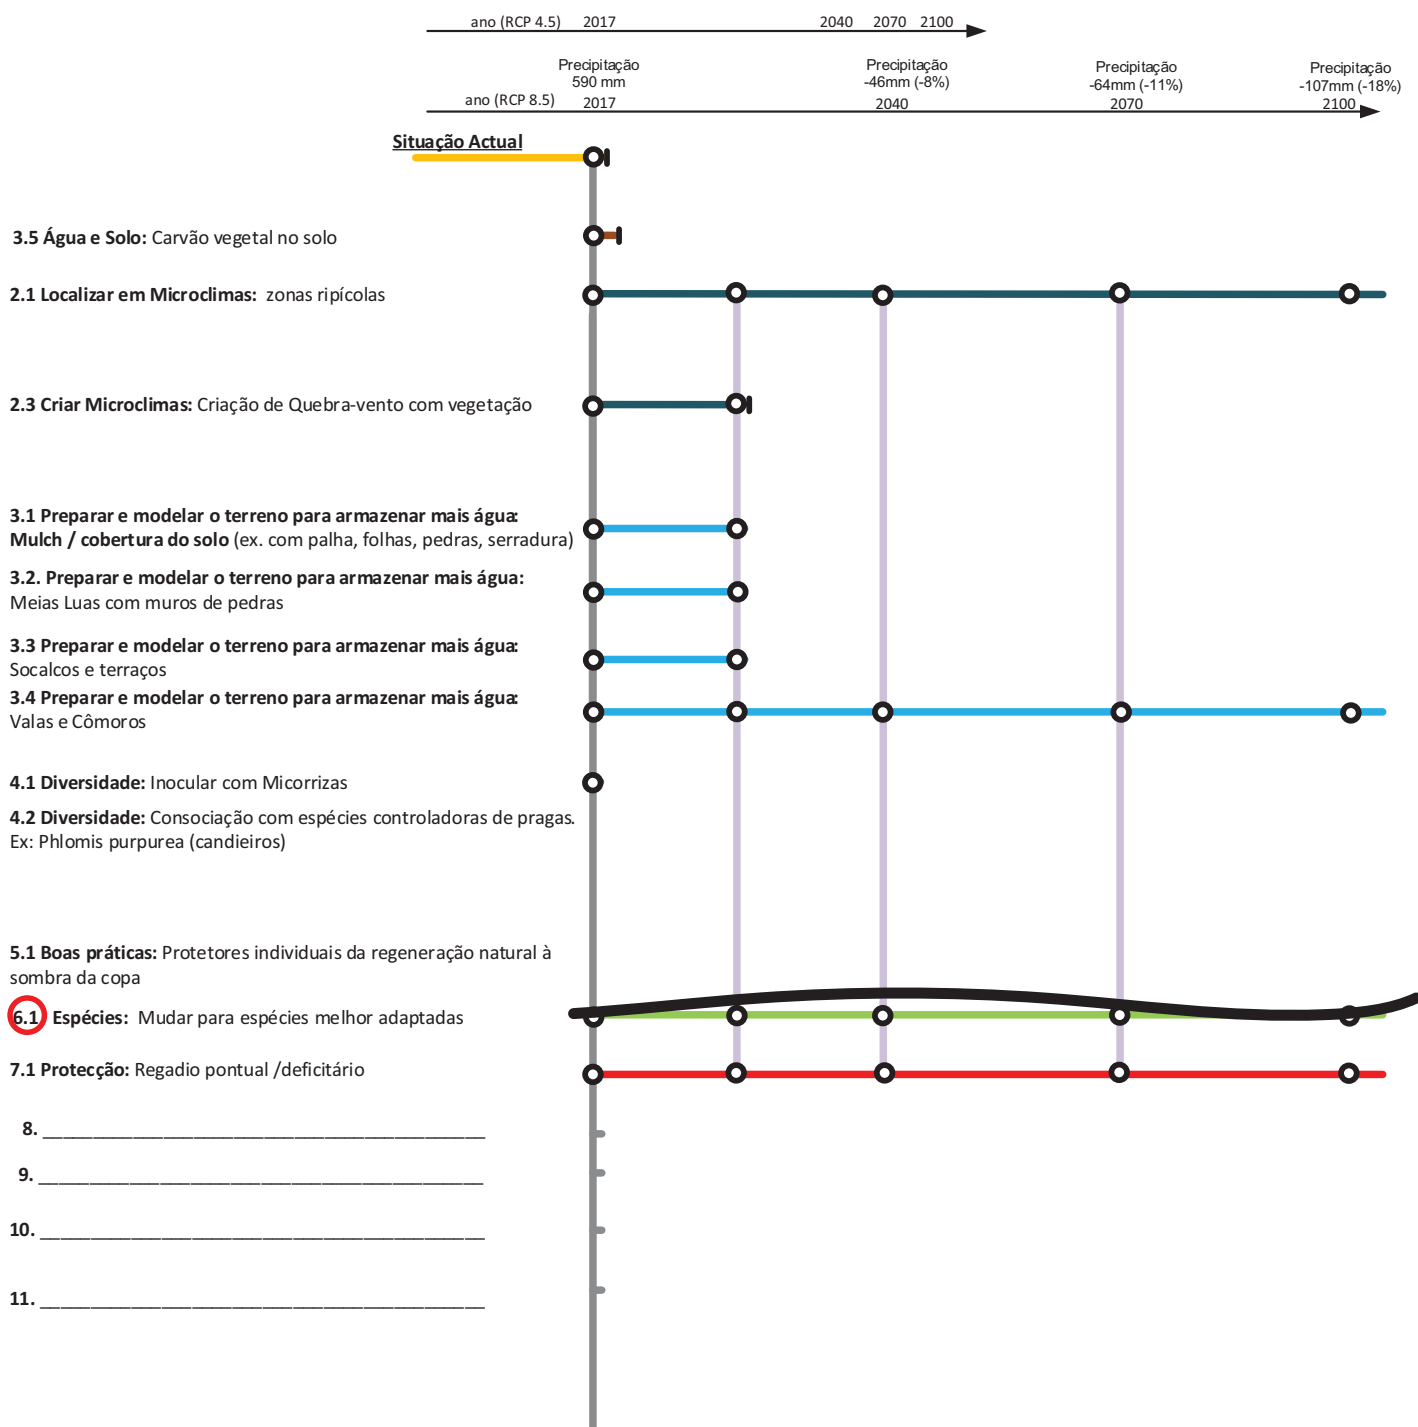 ano (RCP 4.5) 2017 2040 2070 2100
Precipitação Precipitação Precipitação Precipitação
590 mm -46mm (-8%) -64mm (-11%) -107mm (-18%)
ano (RCP 8.5) 2017 2040 2070 2100
Situação Actual
3.5 Água e Solo: Carvão vegetal no solo
2.1 Localizar em Microclimas: zonas ripícolas
2.3 Criar Microclimas: Criação de Quebra-vento com vegetação
3.1 Preparar e modelar o terreno para armazenar mais água:
Mulch / cobertura do solo (ex. com palha, folhas, pedras, serradura)
3.2. Preparar e modelar o terreno para armazenar mais água:
Meias Luas com muros de pedras
3.3 Preparar e modelar o terreno para armazenar mais água:
Socalcos e terraços
3.4 Preparar e modelar o terreno para armazenar mais água:
Valas e Cômoros
4.1 Diversidade: Inocular com Micorrizas
4.2 Diversidade: Consociação com espécies controladoras de pragas.
Ex: Phlomis purpurea (candieiros)
5.1 Boas práticas: Protetores individuais da regeneração natural à
sombra da copa
6.1 Espécies: Mudar para espécies melhor adaptadas
7.1 Protecção: Regadio pontual /deficitário
8. ____________________________________________
9. ____________________________________________
10. ____________________________________________
11. ____________________________________________